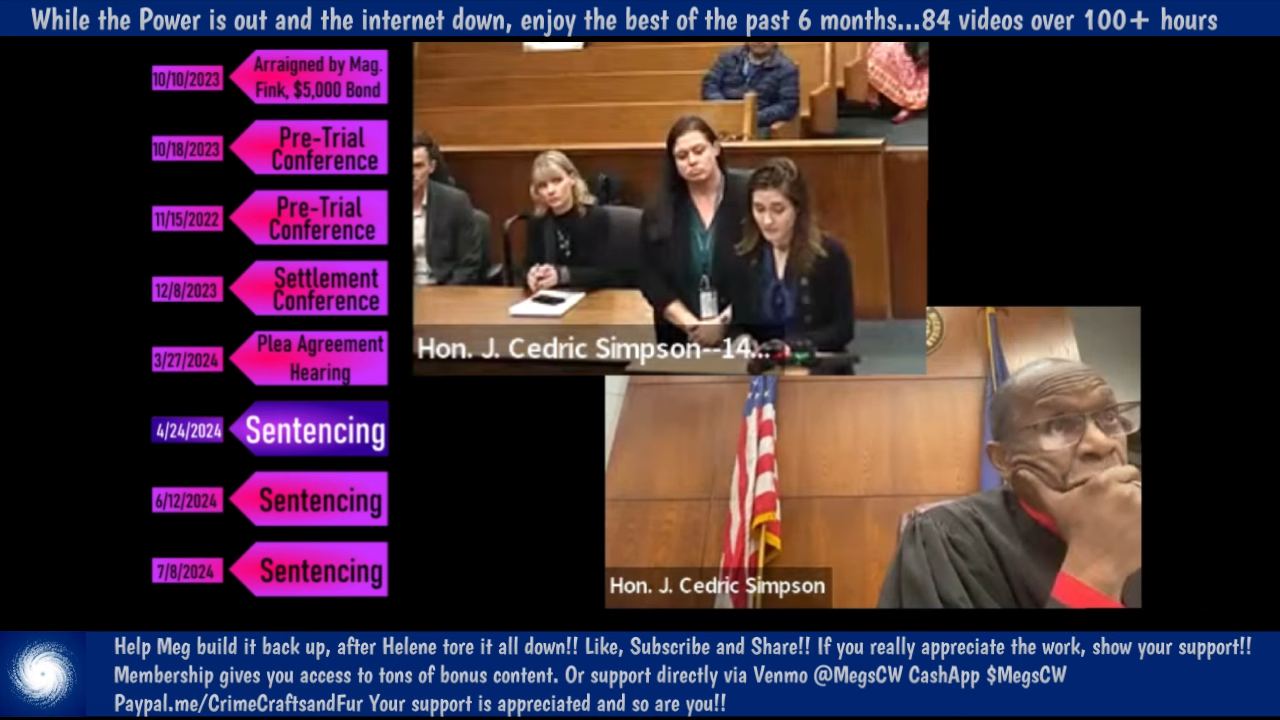 While the Power is out and the internet down, enjoy the best of the past 6 months...84 videos over 100+ hours
10/10/2023
Arraigned by Mag.
Fink, $5,000 Bond
10/18/2023
Pre-Trial
Conference
11/15/2022
Pre-Trial
Conference
12/8/2023
Settlement
Conference
3/27/2024
Plea Agreement
Hearing
4/24/2024
Sentencing
6/12/2024
Sentencing
7/8/2024
Sentencing
Hon. J. Cedric Simpson--14...
Hon. J. Cedric Simpson
Help Meg build it back up, after Helene tore it all down!! Like, Subscribe and Share!! If you really appreciate the work, show your support!!
Membership gives you access to tons of bonus content. Or support directly via Venmo @MegsCW CashApp $MegsCW
Paypal.me/CrimeCraftsandFur Your support is appreciated and so are you!!